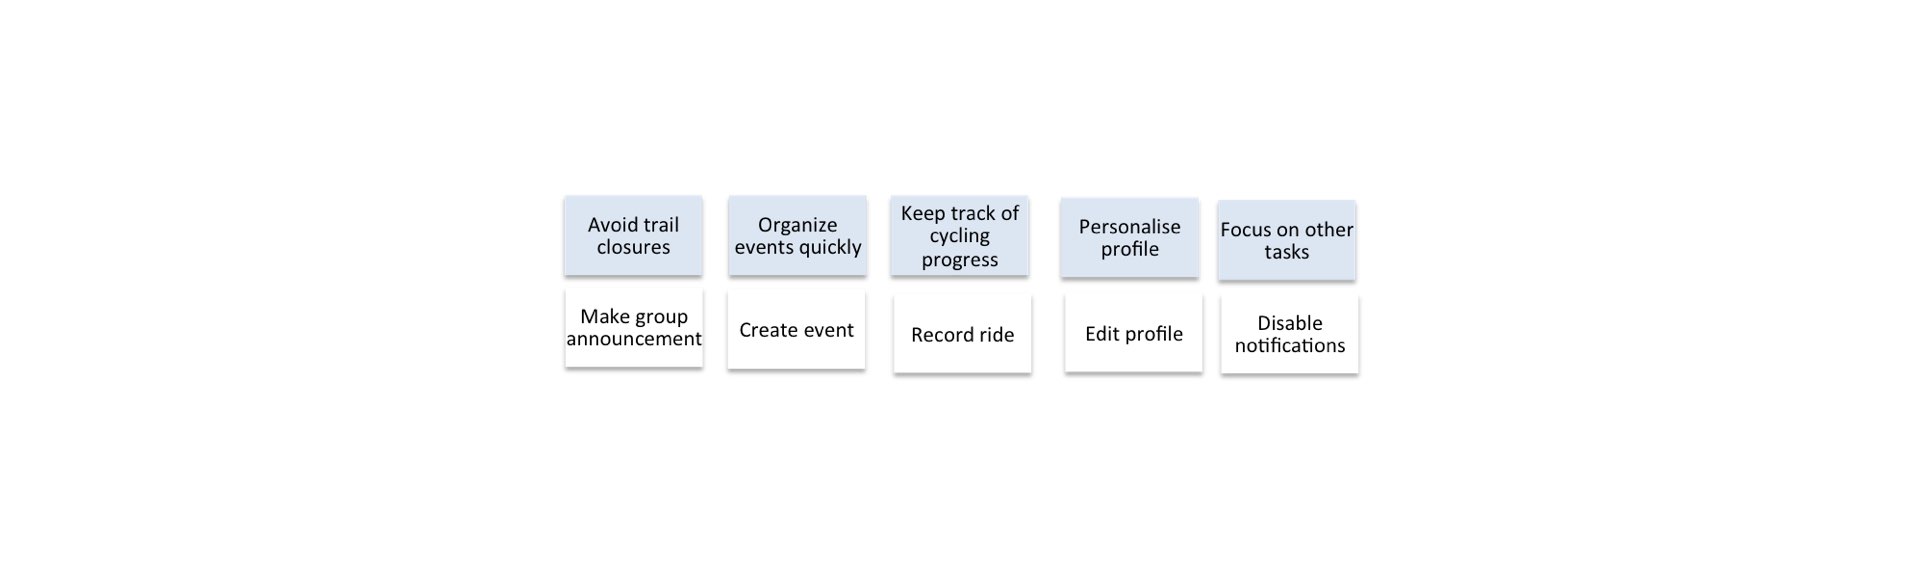 Avoid trail
closures
Organize
events quickly
Keep track of
cycling
progress
Personalise
profile
Focus on other
tasks
Make group
announcement
Create event
Record ride
Edit profile
Disable
notifications